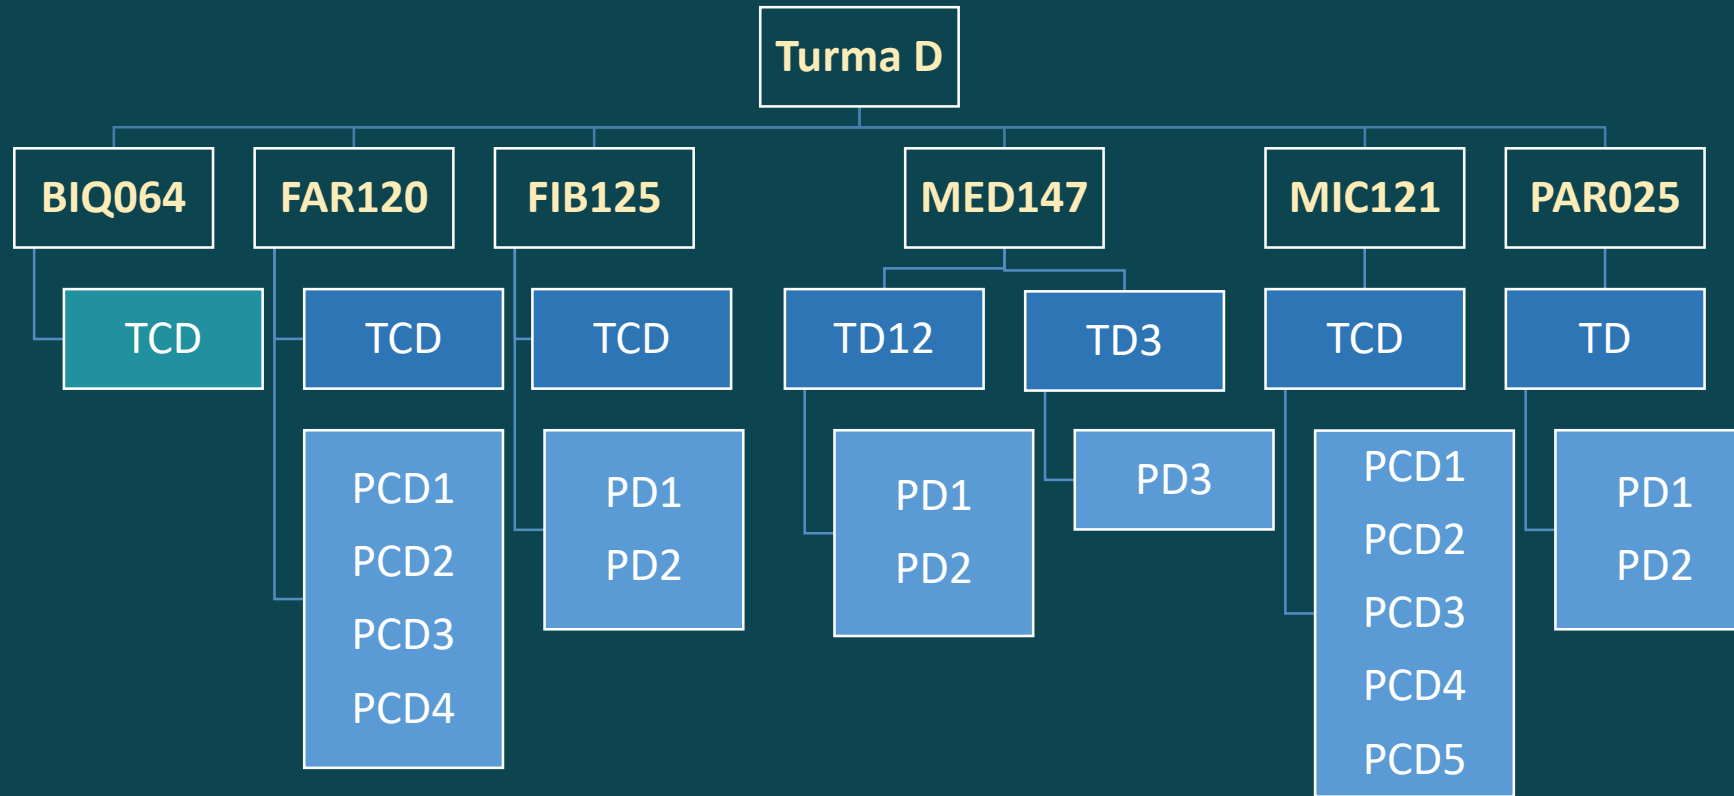 Turma D
BIQ064
FAR120
FIB125
MED147
MIC121
PAR025
TCD
TCD
TCD
TD12
TD3
TCD
TD
PCD1
PCD2
PCD3
PCD4
PD1
PD2
PD1
PD2
PD3
PCD1
PCD2
PCD3
PCD4
PCD5
PD1
PD2